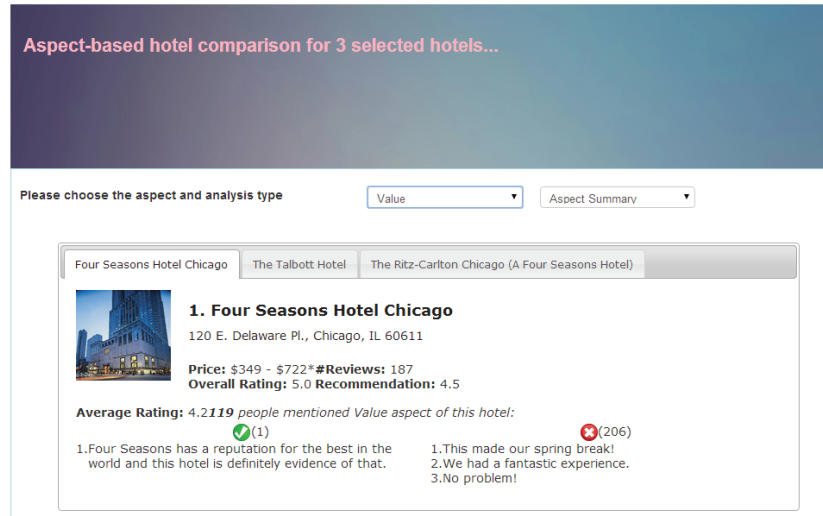 Aspect-based hotel comparison for 3 selected hotels...
Please choose the aspect and analysis type
Value
Aspect Summary
Four Seasons Hotel Chicago
The Talbott Hotel
The Ritz-Carlton Chicago (A Four Seasons Hotel)
1. Four Seasons Hotel Chicago
120 E. Delaware Pl., Chicago, IL 60611
Price: $349 - $722*#Reviews: 187
Overall Rating: 5.0 Recommendation: 4.5
Average Rating: 4.2119 people mentioned Value aspect of this hotel:
(1)
1.Four Seasons has a reputation for the best in the
world and this hotel is definitely evidence of that.
(206)
1.This made our spring break!
2.We had a fantastic experience.
3.No problem!